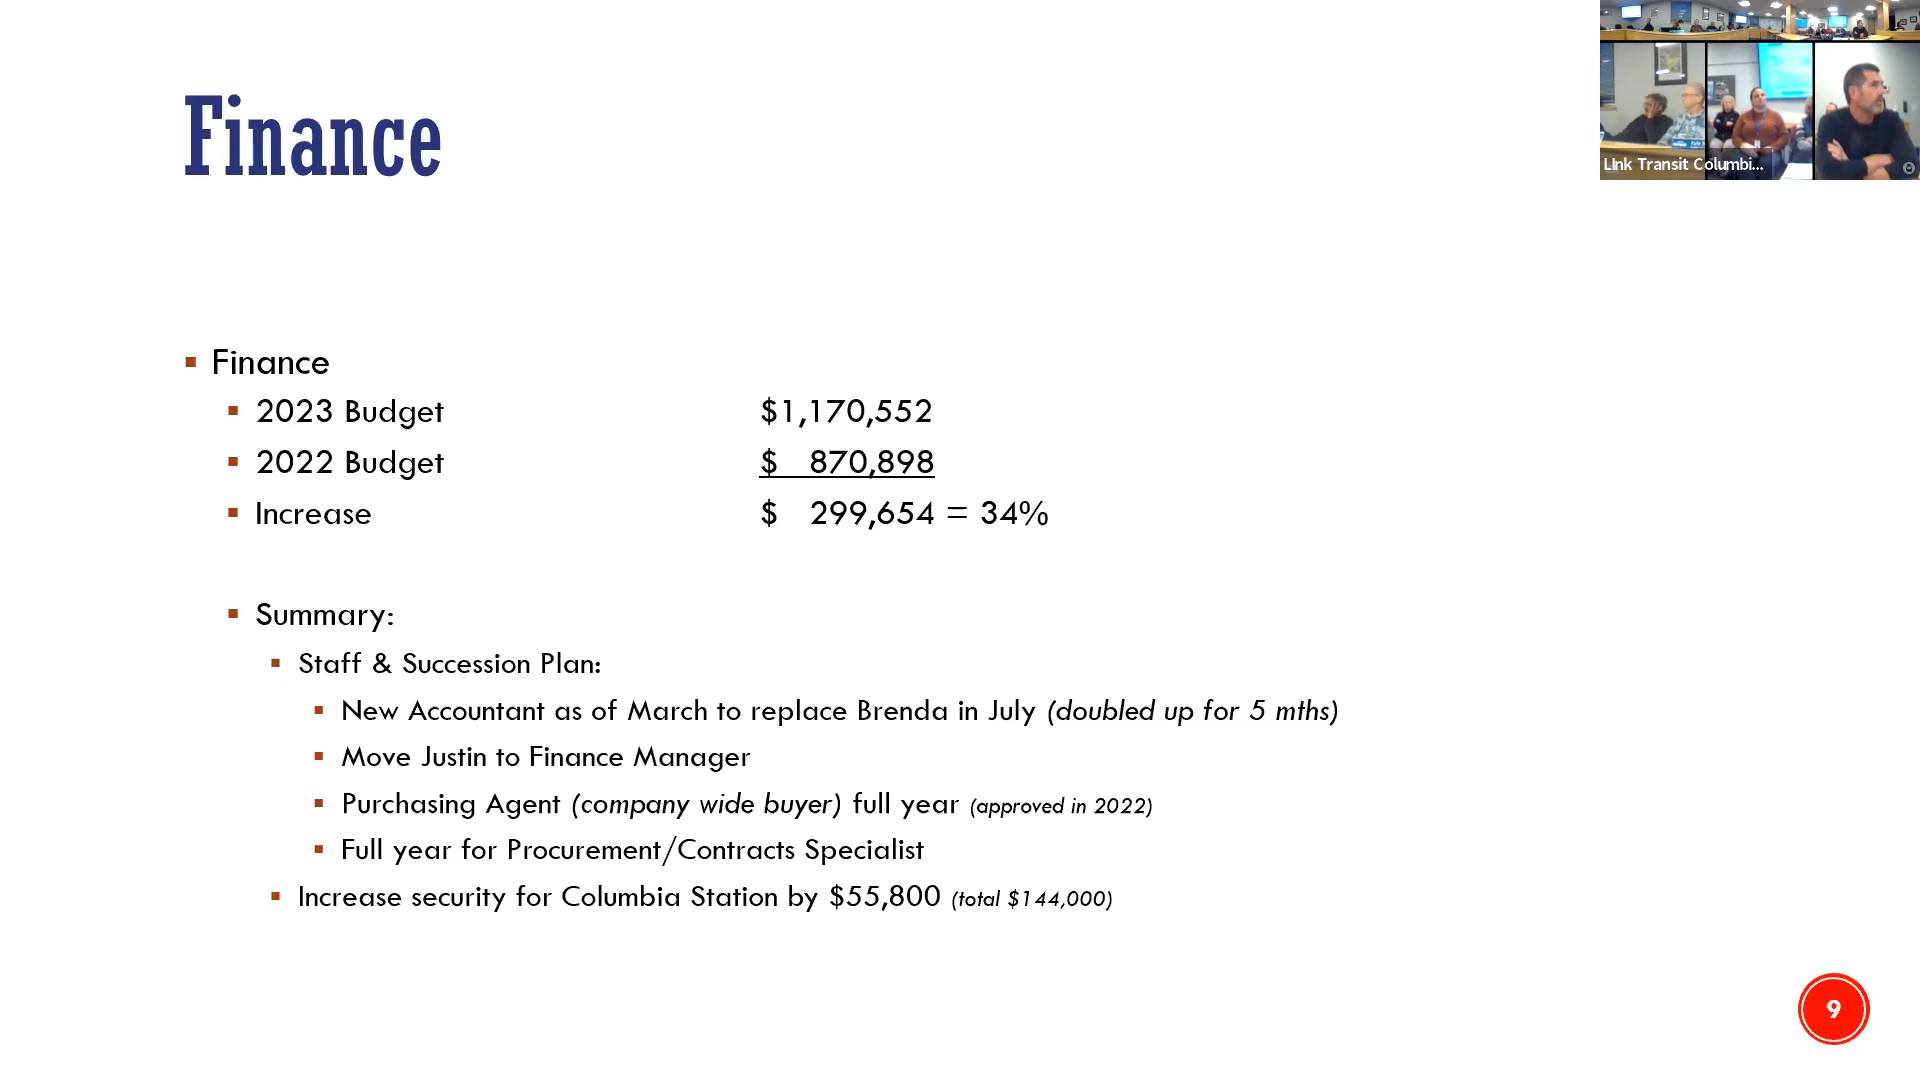 Finance
LInk Transit Columbi...
Finance
2023 Budget $1,170,552
2022 Budget $ 870,898
Increase $ 299,654 = 34%
Summary:
Staff & Succession Plan:
New Accountant as of March to replace Brenda in July (doubled up for 5 mths)
Move Justin to Finance Manager
Purchasing Agent (company wide buyer) full year (approved in 2022)
Full year for Procurement/Contracts Specialist
Increase security for Columbia Station by $55,800 (total $144,000)
9